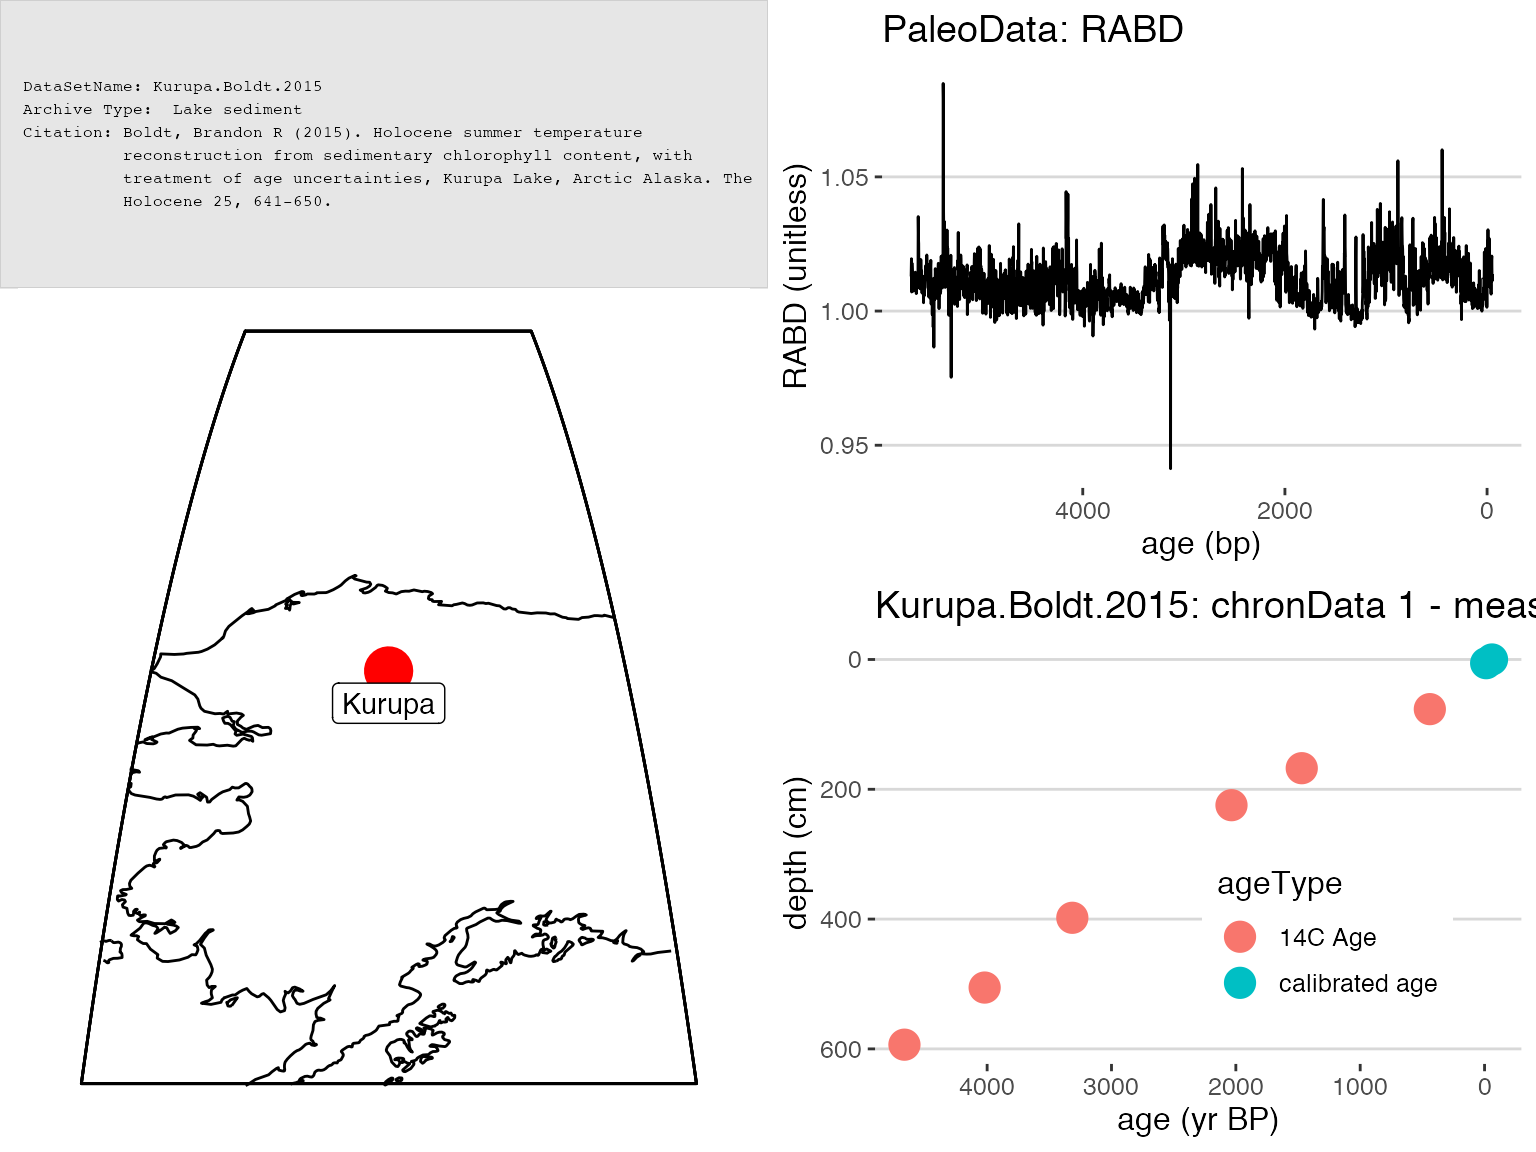 DataSetName: Kurupa.Boldt.2015
Archive Type:  Lake sediment
Citation: Boldt, Brandon R (2015). Holocene summer temperature
reconstruction from sedimentary chlorophyll content, with
treatment of age uncertainties, Kurupa Lake, Arctic Alaska. The
Holocene 25, 641-650.
Kurupa
PaleoData: RABD
RABD (unitless)
1.05
1.00
0.95
4000 2000 0
age (bp)
Kurupa.Boldt.2015: chronData 1 - meas
depth (cm)
0
200
400
600
ageType
14C Age
calibrated age
4000 3000 2000 1000 0
age (yr BP)